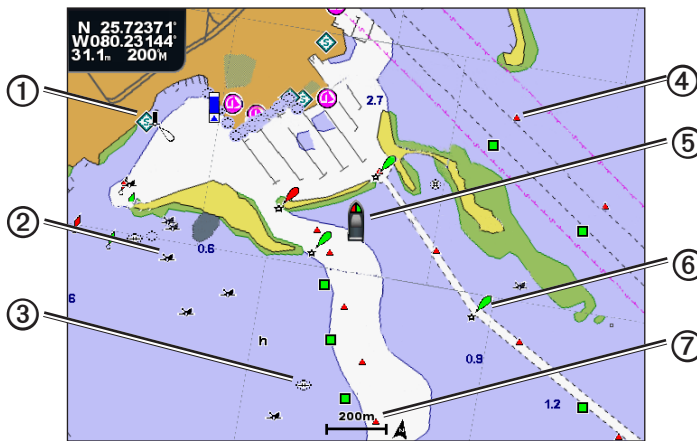 N 25.72371°
W080.23144°
31.1m 200°M
①
④
2.7
⑤
②
0.6
6
⑥
③
h
0.9
⑦
1.2
200m